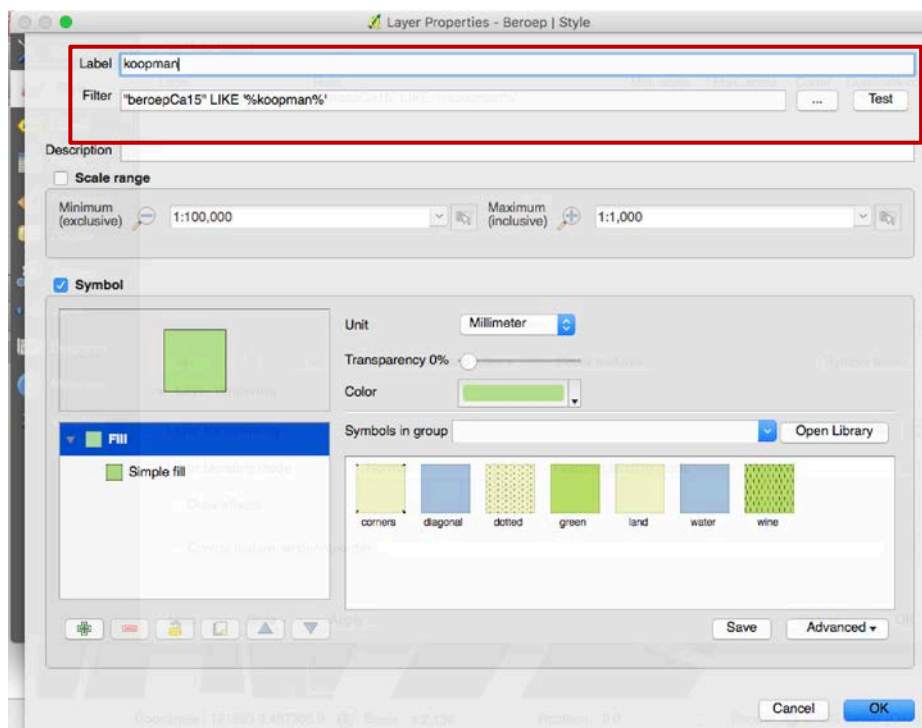 Layer Properties - Beroep | Style
Label koopman
Filter "beroepCa15" LIKE '%koopman%' ... Test
Description
Scale range
Minimum (exclusive) 1:100,000 Maximum (inclusive) 1:1,000
Symbol
Unit Millimeter
Transparency 0%
Color
Symbols in group Open Library
Fill
Simple fill
corners diagonal dotted green land water wine
Save Advanced
Cancel OK